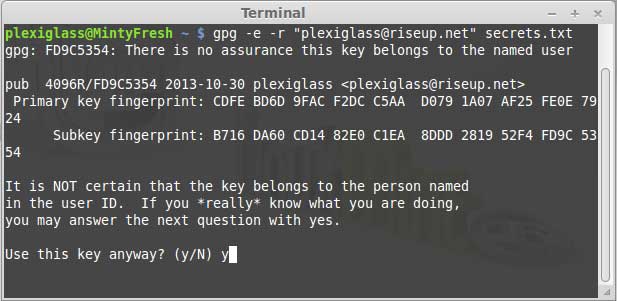 Terminal
plexiglass@MintyFresh ~ $ gpg -e -r "plexiglass@riseup.net" secrets.txt
gpg: FD9C5354: There is no assurance this key belongs to the named user
pub  4096R/FD9C5354 2013-10-30 plexiglass <plexiglass@riseup.net>
 Primary key fingerprint: CDFE BD6D 9FAC F2DC C5AA  D079 1A07 AF25 FE0E 79
24
      Subkey fingerprint: B716 DA60 CD14 82E0 C1EA  8DDD 2819 52F4 FD9C 53
54
It is NOT certain that the key belongs to the person named
in the user ID.  If you *really* know what you are doing,
you may answer the next question with yes.
Use this key anyway? (y/N) y